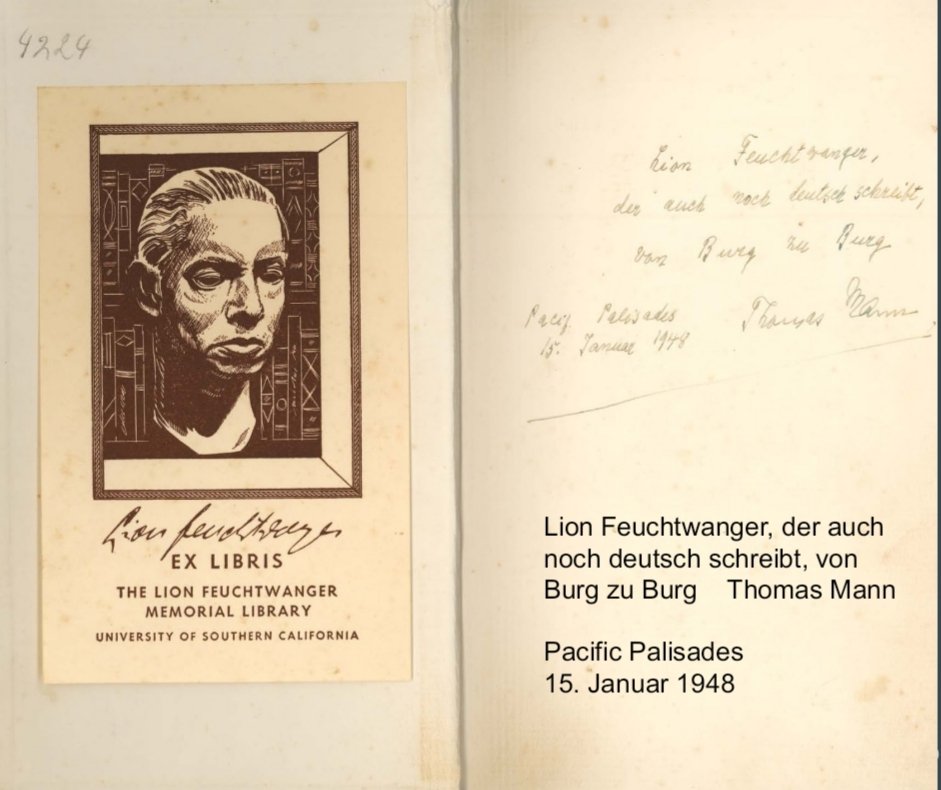 4224
Lion Feuchtwanger
EX LIBRIS
THE LION FEUCHTWANGER
MEMORIAL LIBRARY
UNIVERSITY OF SOUTHERN CALIFORNIA
Lion Feuchtwanger,
der auch noch deutsch schreibt,
von Burg zu Burg
Thomas Mann
Pacif. Palisades
15. Januar 1948
Lion Feuchtwanger, der auch
noch deutsch schreibt, von
Burg zu Burg Thomas Mann
Pacific Palisades
15. Januar 1948